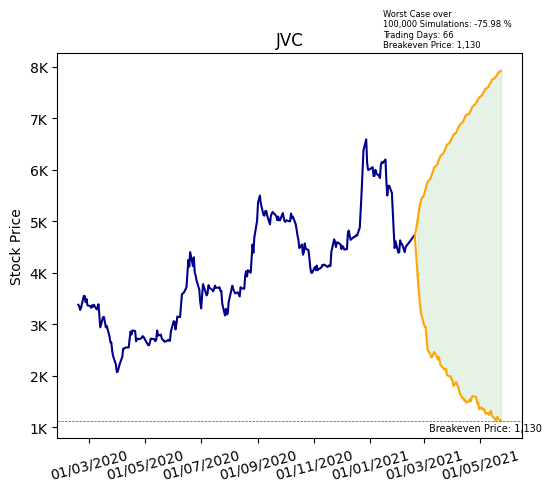 Worst Case over
100,000 Simulations: -75.98 %
Trading Days: 66
Breakeven Price: 1,130
JVC
Stock Price
8K
7K
6K
5K
4K
3K
2K
1K
Breakeven Price: 1,130
01/03/2020
01/05/2020
01/07/2020
01/09/2020
01/11/2020
01/01/2021
01/03/2021
01/05/2021